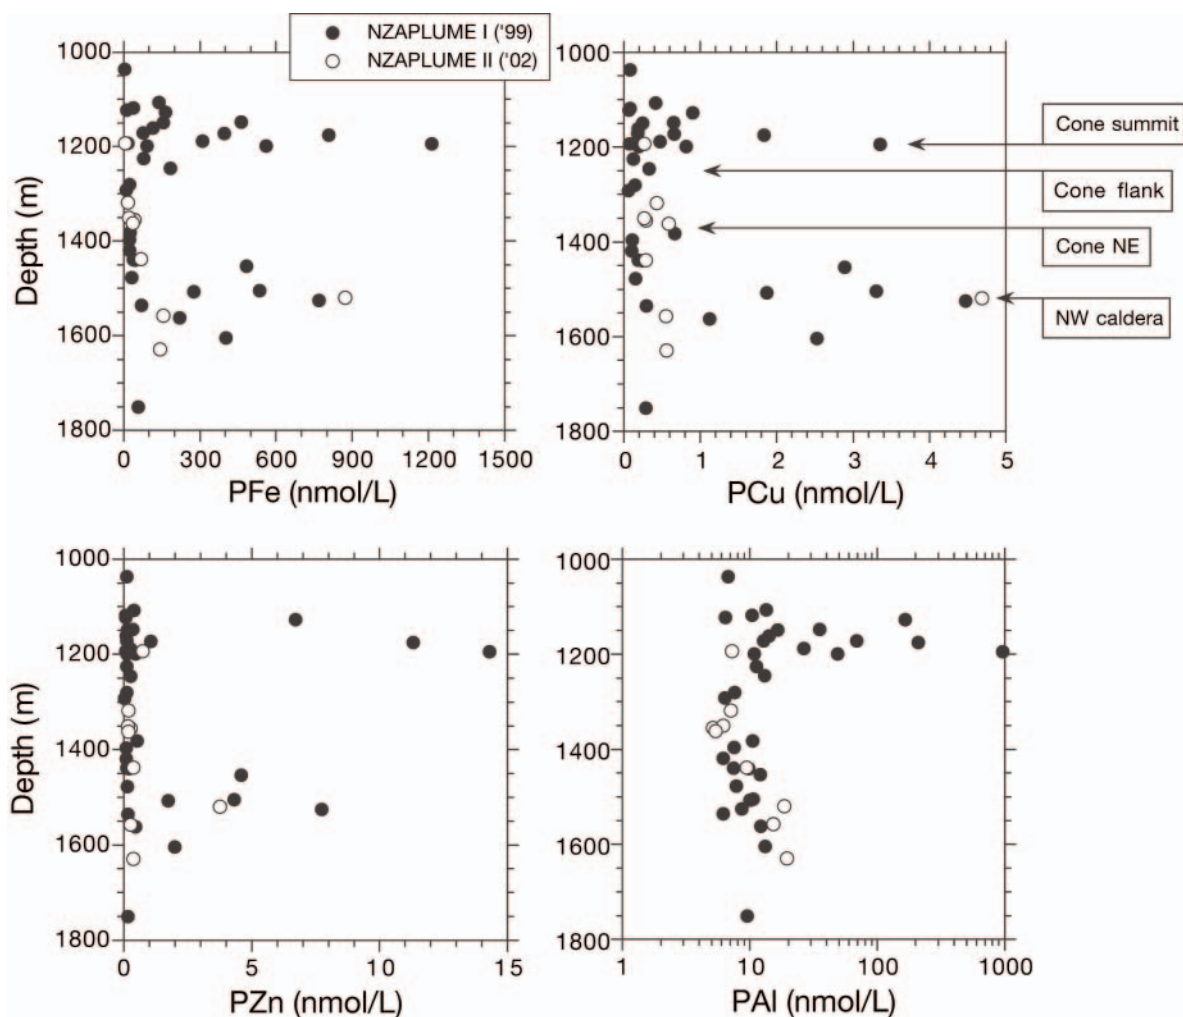 NZAPLUME I ('99)
NZAPLUME II ('02)
1000
1200
1400
1600
1800
Depth (m)
0 300 600 900 1200 1500
PFe (nmol/L)
1000
1200
1400
1600
1800
0 1 2 3 4 5
PCu (nmol/L)
Cone summit
Cone flank
Cone NE
NW caldera
1000
1200
1400
1600
1800
Depth (m)
0 5 10 15
PZn (nmol/L)
1000
1200
1400
1600
1800
1 10 100 1000
PAl (nmol/L)